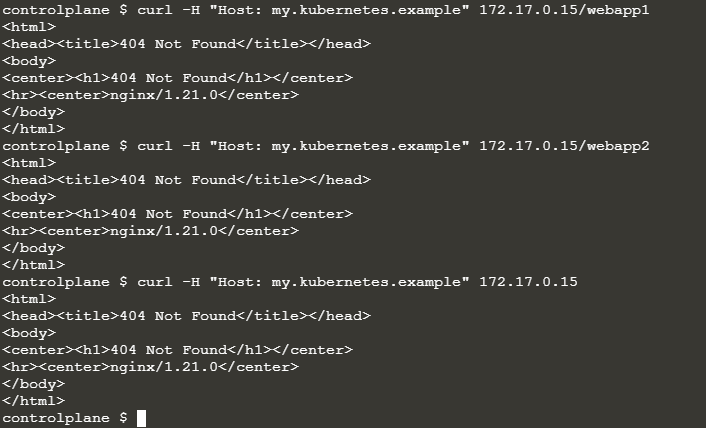 controlplane $ curl -H "Host: my.kubernetes.example" 172.17.0.15/webapp1
<html>
<head><title>404 Not Found</title></head>
<body>
<center><h1>404 Not Found</h1></center>
<hr><center>nginx/1.21.0</center>
</body>
</html>
controlplane $ curl -H "Host: my.kubernetes.example" 172.17.0.15/webapp2
<html>
<head><title>404 Not Found</title></head>
<body>
<center><h1>404 Not Found</h1></center>
<hr><center>nginx/1.21.0</center>
</body>
</html>
controlplane $ curl -H "Host: my.kubernetes.example" 172.17.0.15
<html>
<head><title>404 Not Found</title></head>
<body>
<center><h1>404 Not Found</h1></center>
<hr><center>nginx/1.21.0</center>
</body>
</html>
controlplane $